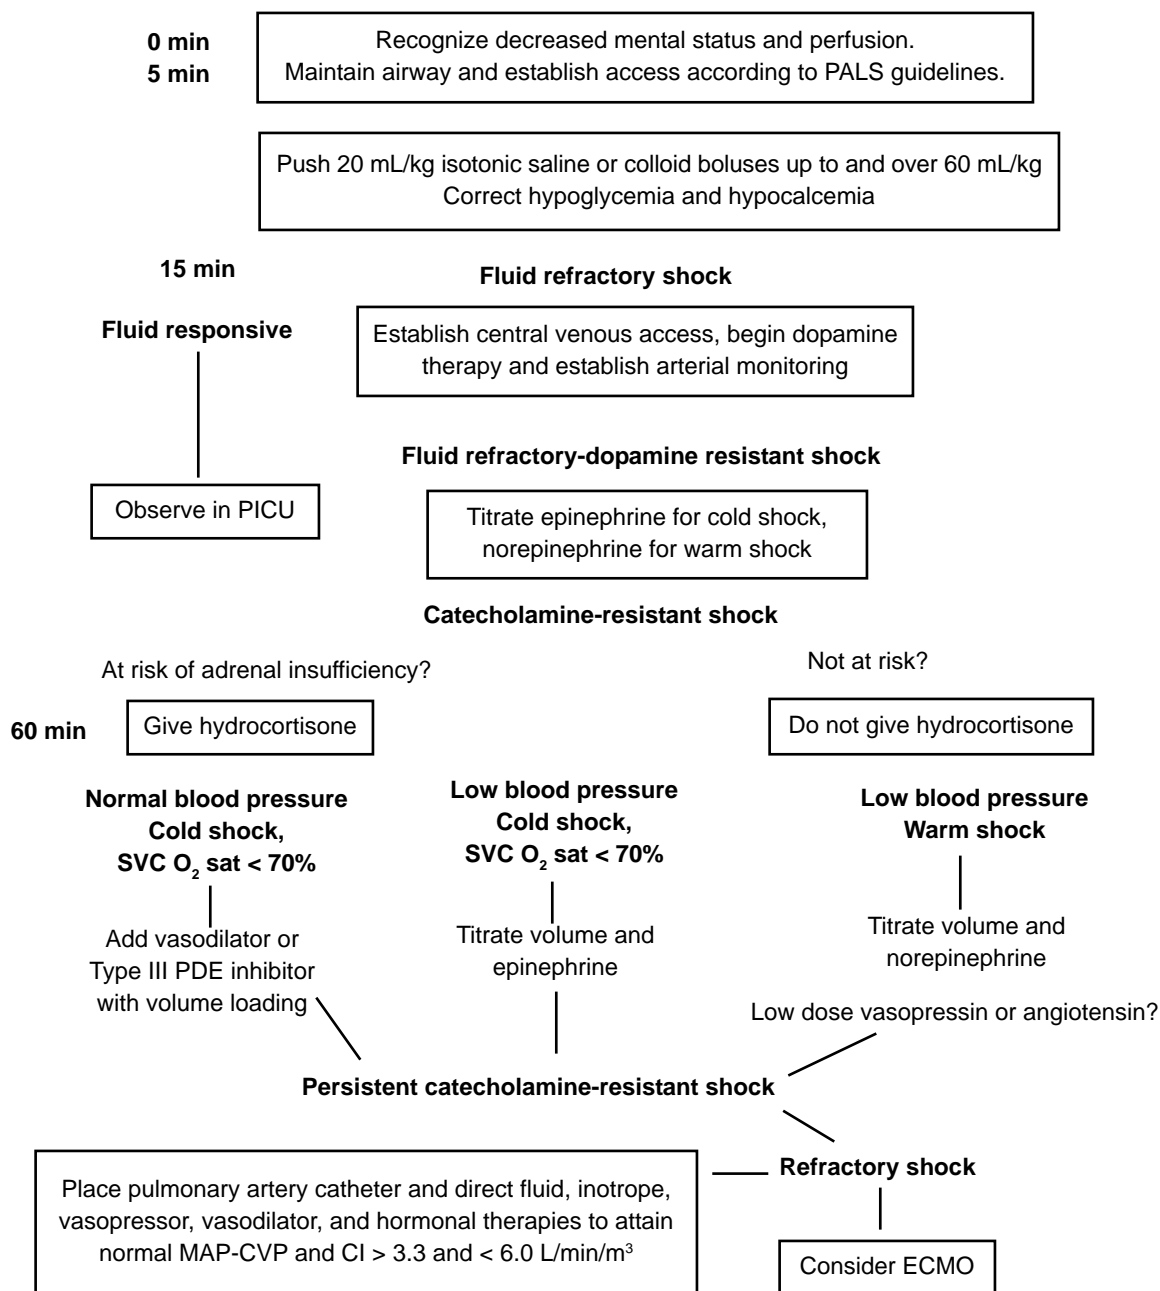 0 min
5 min
Recognize decreased mental status and perfusion.
Maintain airway and establish access according to PALS guidelines.
Push 20 mL/kg isotonic saline or colloid boluses up to and over 60 mL/kg
Correct hypoglycemia and hypocalcemia
15 min
Fluid refractory shock
Fluid responsive
Establish central venous access, begin dopamine
therapy and establish arterial monitoring
Fluid refractory-dopamine resistant shock
Observe in PICU
Titrate epinephrine for cold shock,
norepinephrine for warm shock
Catecholamine-resistant shock
At risk of adrenal insufficiency?
Not at risk?
60 min
Give hydrocortisone
Do not give hydrocortisone
Normal blood pressure
Cold shock,
SVC O₂ sat < 70%
Low blood pressure
Cold shock,
SVC O₂ sat < 70%
Low blood pressure
Warm shock
Add vasodilator or
Type III PDE inhibitor
with volume loading
Titrate volume and
epinephrine
Titrate volume and
norepinephrine
Low dose vasopressin or angiotensin?
Persistent catecholamine-resistant shock
Refractory shock
Place pulmonary artery catheter and direct fluid, inotrope,
vasopressor, vasodilator, and hormonal therapies to attain
normal MAP-CVP and CI > 3.3 and < 6.0 L/min/m³
Consider ECMO